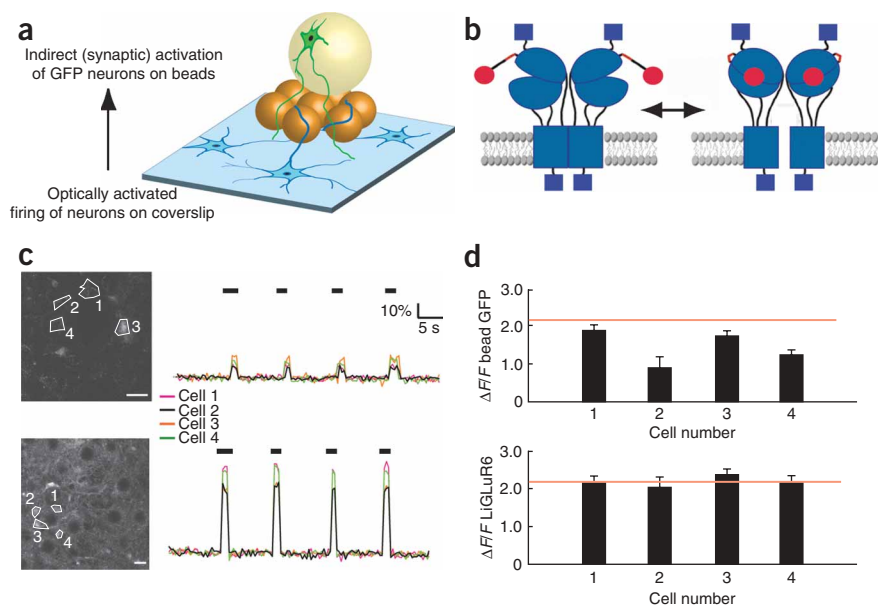 a
Indirect (synaptic) activation
of GFP neurons on beads
Optically activated
firing of neurons on coverslip
b
c
1
2
4
3
10%
5 s
Cell 1
Cell 2
Cell 3
Cell 4
2
1
3
4
d
ΔF/F bead GFP
3.0
2.0
1.0
0
1 2 3 4
Cell number
ΔF/F LiGLuR6
3.0
2.0
1.0
0
1 2 3 4
Cell number